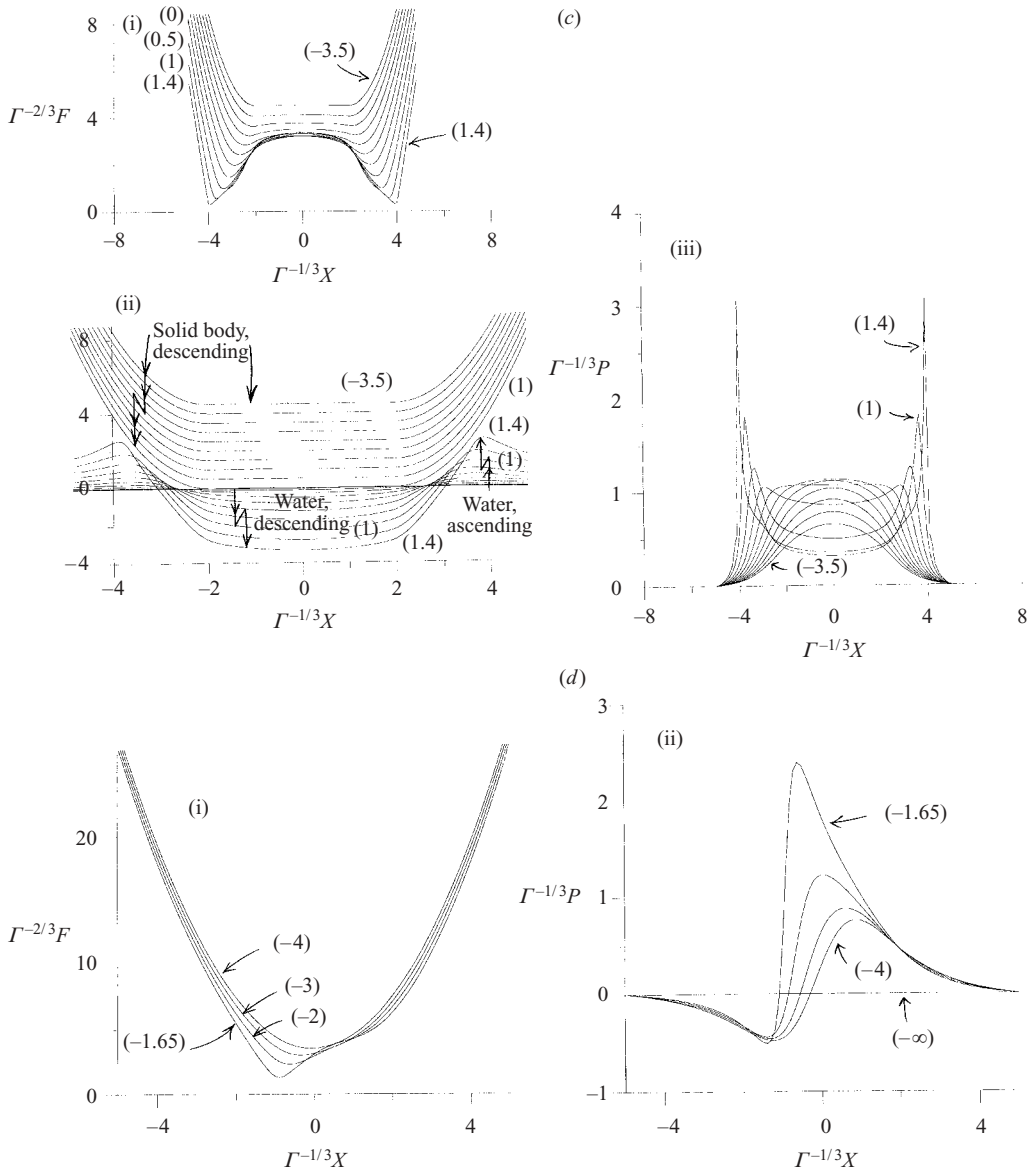 (i)
(0)
(0.5)
(1)
(1.4)
8
4
0
Γ^{-2/3}F
(–3.5)
(1.4)
–8
–4
0
4
8
Γ^{-1/3}X
(ii)
8
4
0
–4
Solid body,
descending
(–3.5)
(1)
(1.4)
(1)
Water,
descending
(1)
(1.4)
Water,
ascending
–4
–2
0
2
4
Γ^{-1/3}X
(c)
(iii)
4
3
2
1
0
Γ^{-1/3}P
(1.4)
(1)
(–3.5)
–8
–4
0
4
8
Γ^{-1/3}X
(d)
(i)
20
10
0
Γ^{-2/3}F
(–4)
(–3)
(–2)
(–1.65)
–4
0
4
Γ^{-1/3}X
(ii)
3
2
1
0
–1
Γ^{-1/3}P
(–1.65)
(–4)
(–∞)
–4
0
4
Γ^{-1/3}X